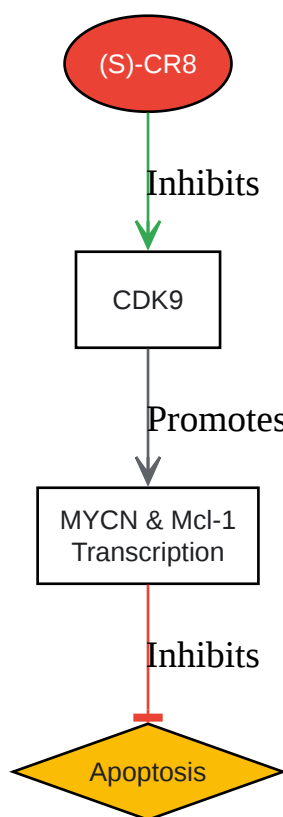 (S)-CR8
Inhibits
CDK9
Promotes
MYCN & Mcl-1
Transcription
Inhibits
Apoptosis